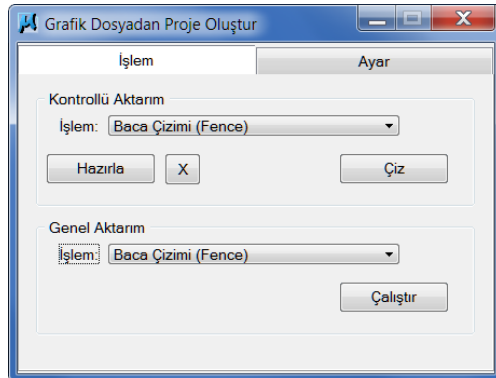 Grafik Dosyadan Proje Oluştur
İşlem Ayar
Kontrollü Aktarım
İşlem: Baca Çizimi (Fence)
Hazırla X Çiz
Genel Aktarım
İşlem: Baca Çizimi (Fence)
Çalıştır